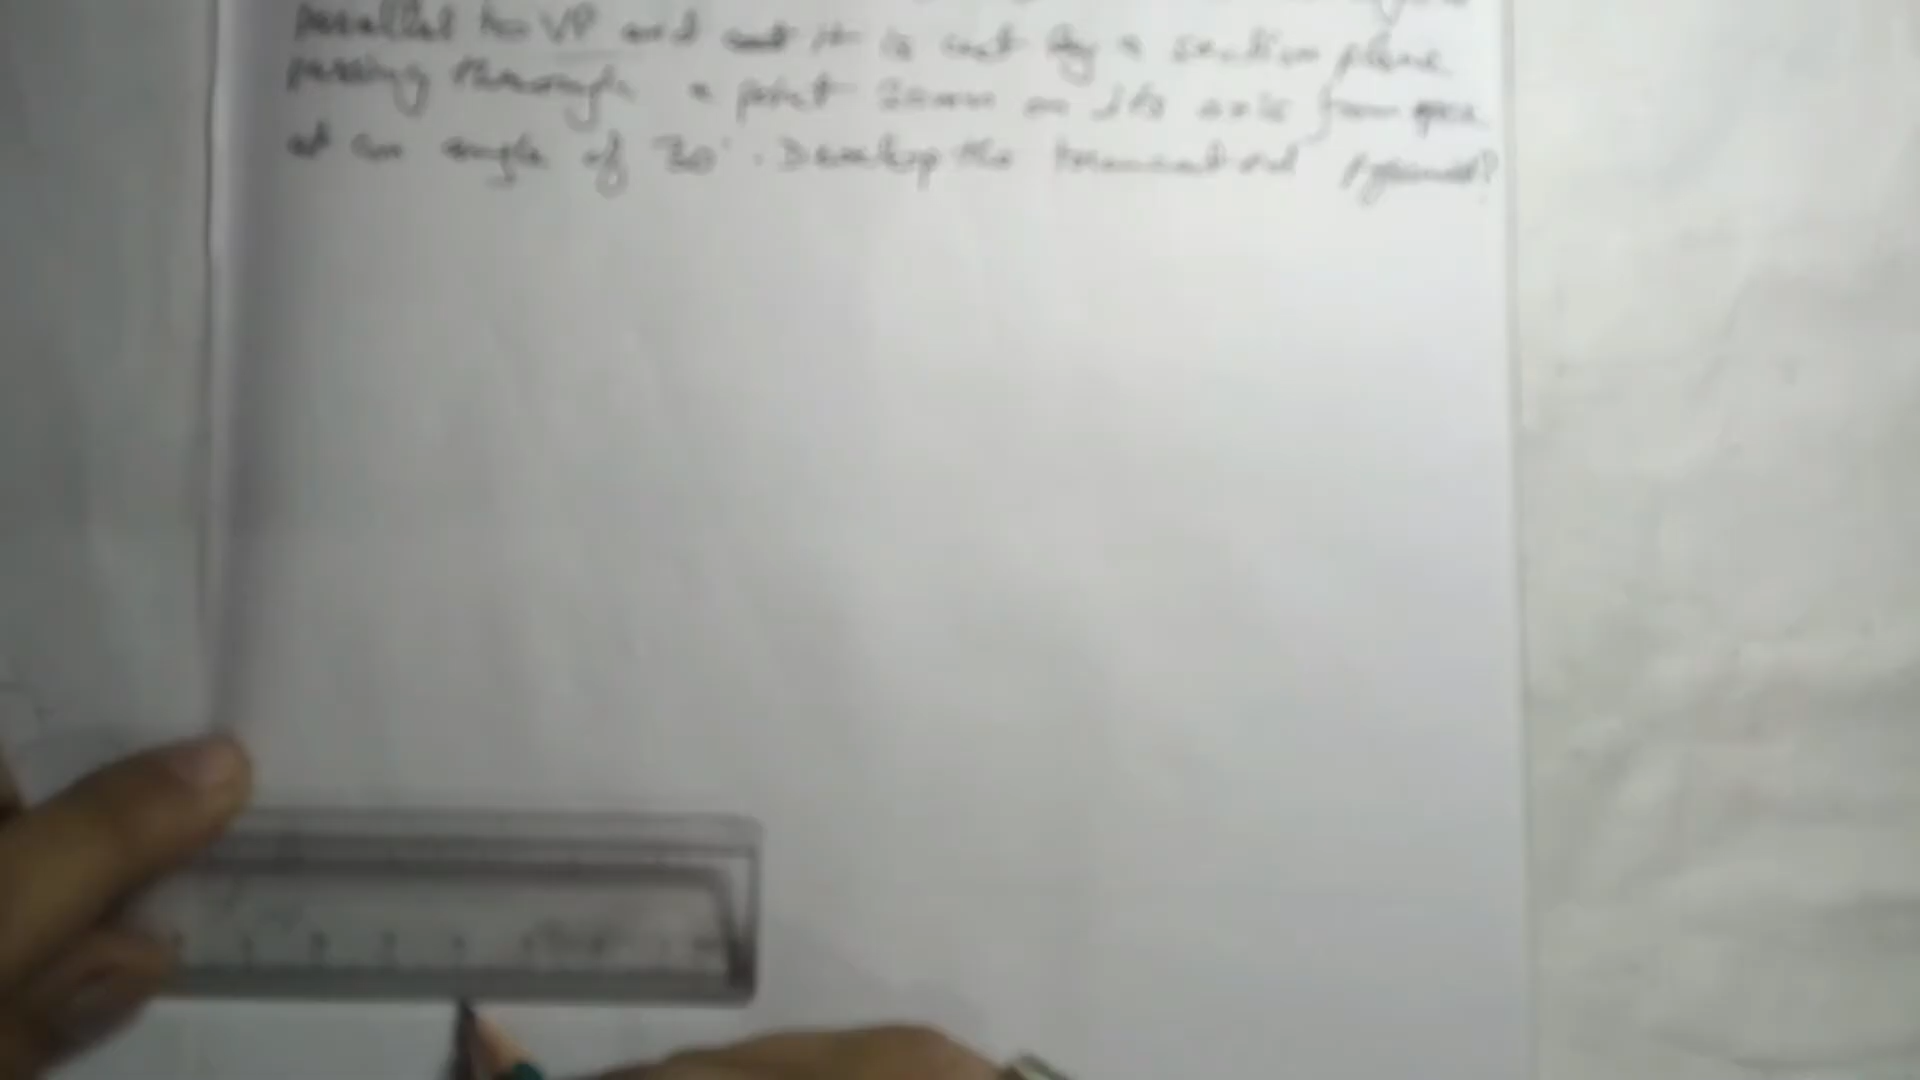 parallel to VP and it is cut by a section plane
passing through a point 20mm on its axis from apex
at an angle of 30°. Develop the truncated pyramid?